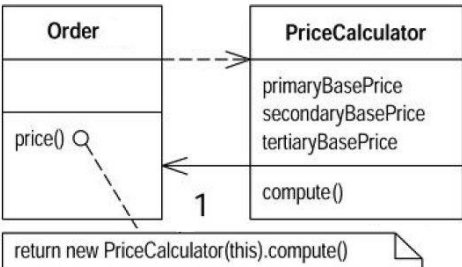 Order
PriceCalculator
primaryBasePrice
secondaryBasePrice
tertiaryBasePrice
price()
1
compute()
return new PriceCalculator(this).compute()